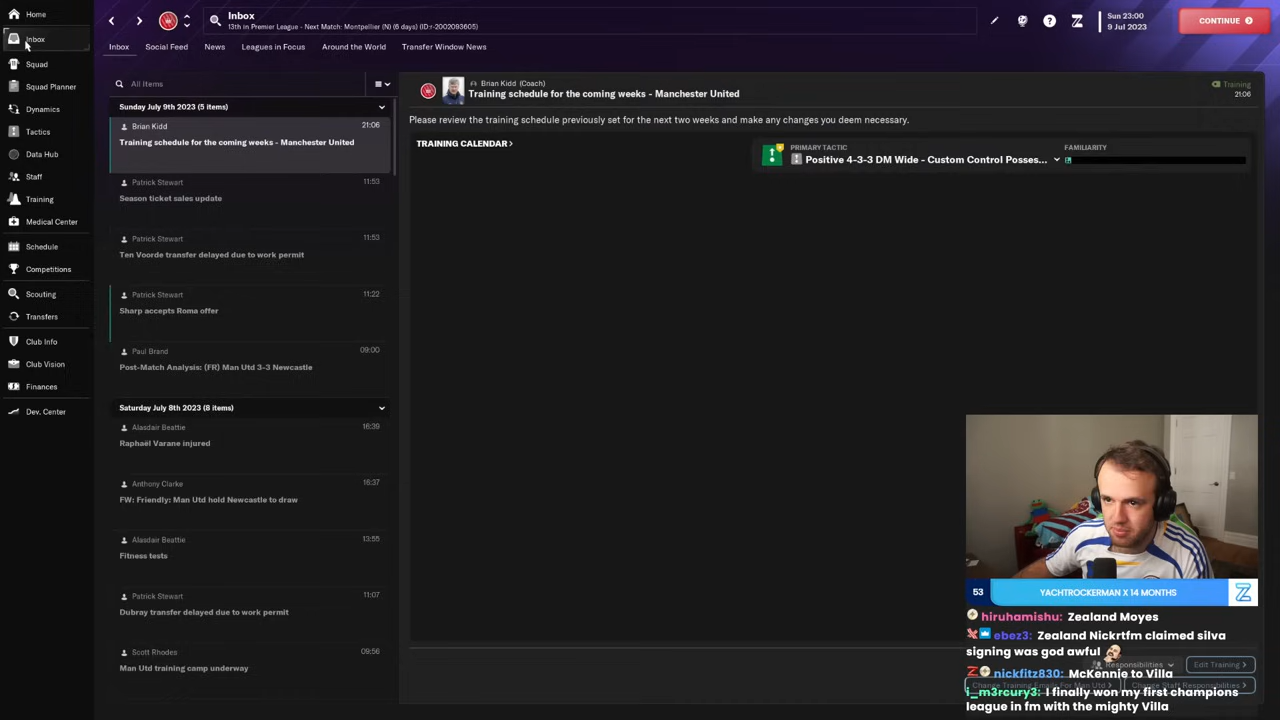 Home
Inbox
Squad
Squad Planner
Dynamics
Tactics
Data Hub
Staff
Training
Medical Center
Schedule
Competitions
Scouting
Transfers
Club Info
Club Vision
Finances
Dev. Center
Inbox
13th in Premier League - Next Match: Montpellier (N) (6 days) (ID:r-2002093605)
Sun 23:00
9 Jul 2023
CONTINUE
Inbox
Social Feed
News
Leagues in Focus
Around the World
Transfer Window News
All Items
Sunday July 9th 2023 (5 items)
Brian Kidd 21:06
Training schedule for the coming weeks - Manchester United
Patrick Stewart 11:53
Season ticket sales update
Patrick Stewart 11:53
Ten Voorde transfer delayed due to work permit
Patrick Stewart 11:22
Sharp accepts Roma offer
Paul Brand 09:00
Post-Match Analysis: (FR) Man Utd 3-3 Newcastle
Saturday July 8th 2023 (8 items)
Alasdair Beattie 16:39
Raphaël Varane injured
Anthony Clarke 16:37
FW: Friendly: Man Utd hold Newcastle to draw
Alasdair Beattie 13:55
Fitness tests
Patrick Stewart 11:07
Dubray transfer delayed due to work permit
Scott Rhodes 09:56
Man Utd training camp underway
Brian Kidd (Coach)
Training schedule for the coming weeks - Manchester United
Training
21:06
Please review the training schedule previously set for the next two weeks and make any changes you deem necessary.
TRAINING CALENDAR >
PRIMARY TACTIC
Positive 4-3-3 DM Wide - Custom Control Posses...
FAMILIARITY
53 YACHTROCKERMAN X 14 MONTHS
hiruhamishu: Zealand Moyes
ebez3: Zealand Nickrtfm claimed silva
signing was god awful
nickfitz830: McKennie to Villa
i_m3rcury3: I finally won my first champions
league in fm with the mighty Villa
Responsibilities
Edit Training >
Change Training Emails For Man Utd >
Change Staff Responsibilities >